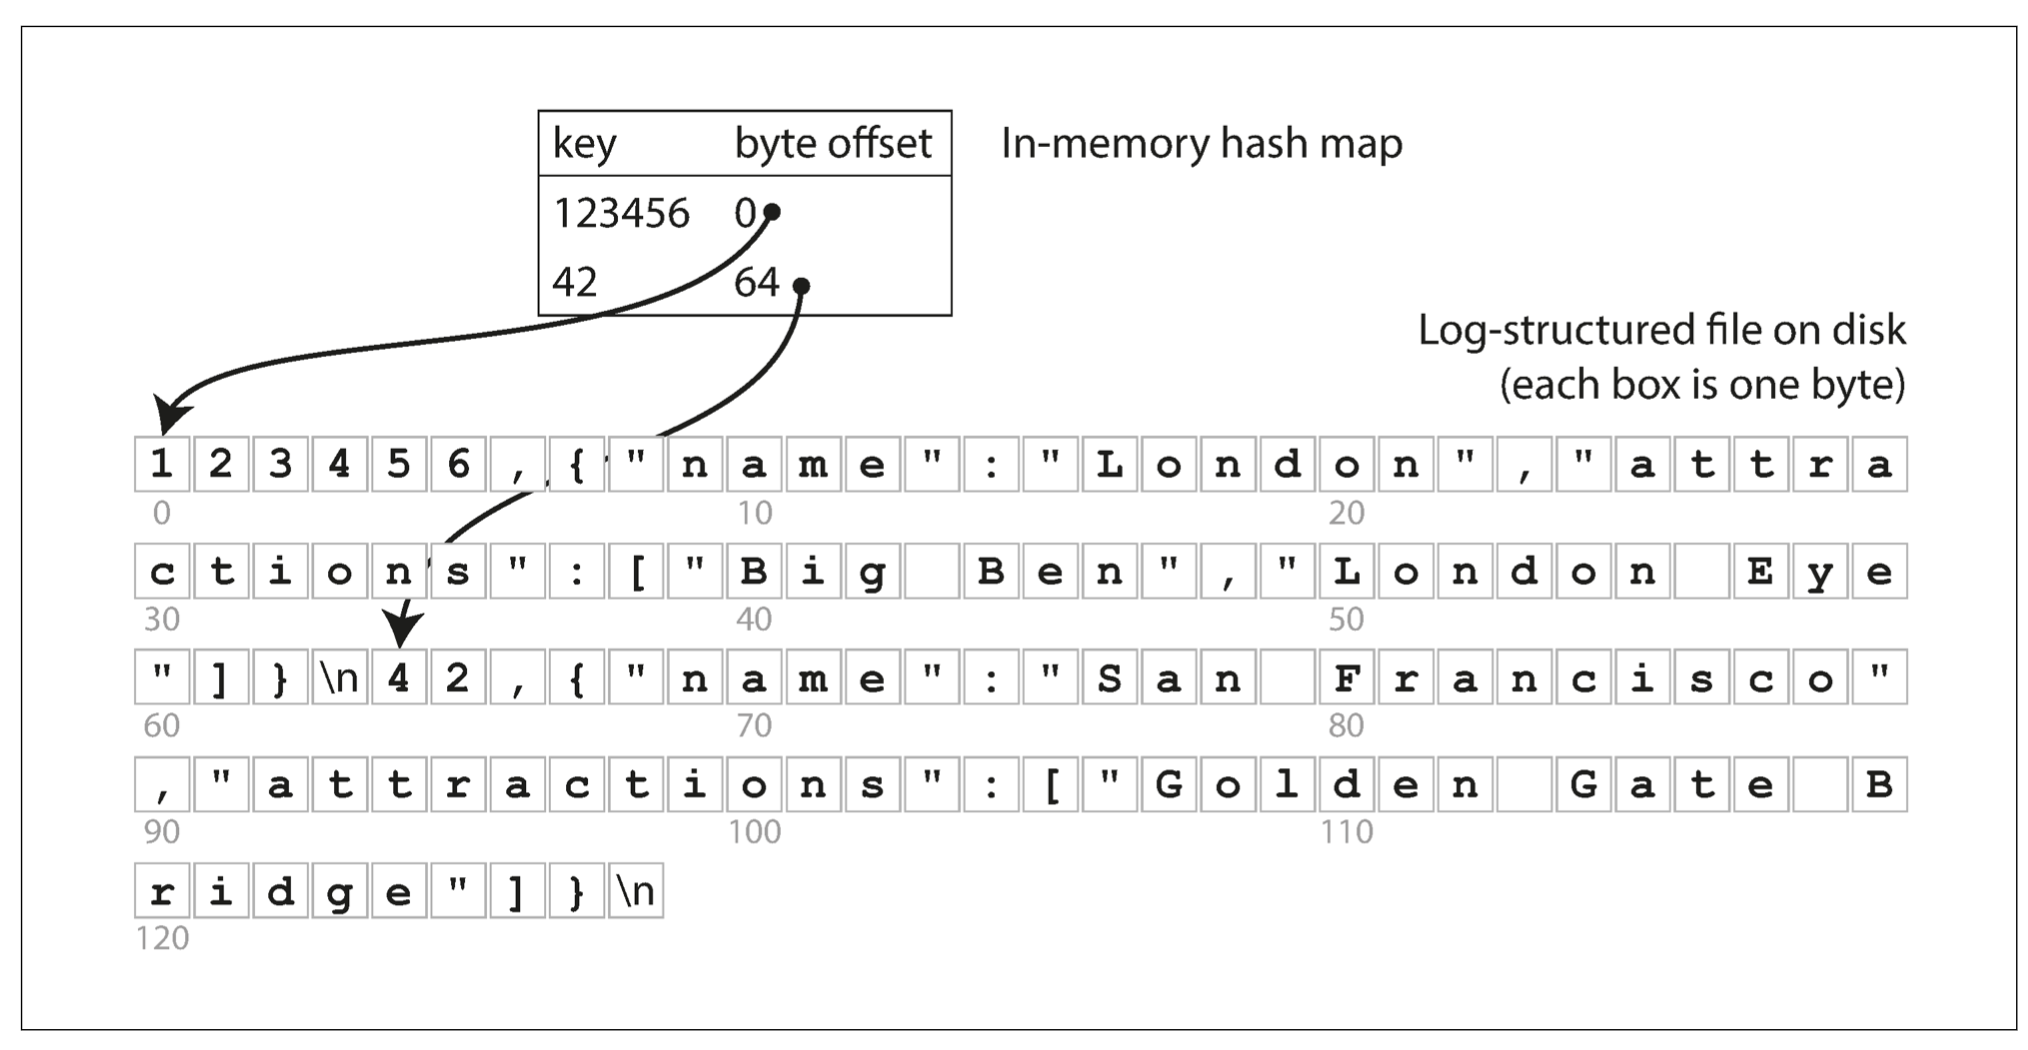 key byte offset
In-memory hash map
123456 0
42 64
Log-structured file on disk
(each box is one byte)
1 2 3 4 5 6 , { " n a m e " : " L o n d o n " , " a t t r a
0 10 20
c t i o n s " : [ " B i g   B e n " , " L o n d o n   E y e
30 40 50
" ] } \n 4 2 , { " n a m e " : " S a n   F r a n c i s c o "
60 70 80
, " a t t r a c t i o n s " : [ " G o l d e n   G a t e   B
90 100 110
r i d g e " ] } \n
120